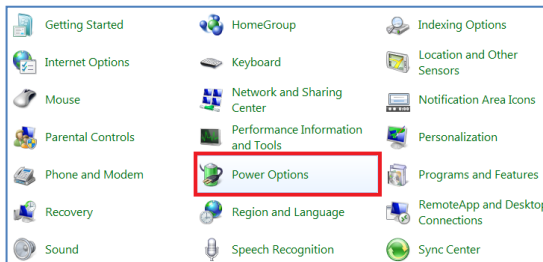 Getting Started
HomeGroup
Indexing Options
Internet Options
Keyboard
Location and Other
Sensors
Mouse
Network and Sharing
Center
Notification Area Icons
Parental Controls
Performance Information
and Tools
Personalization
Phone and Modem
Power Options
Programs and Features
Recovery
Region and Language
RemoteApp and Desktop
Connections
Sound
Speech Recognition
Sync Center